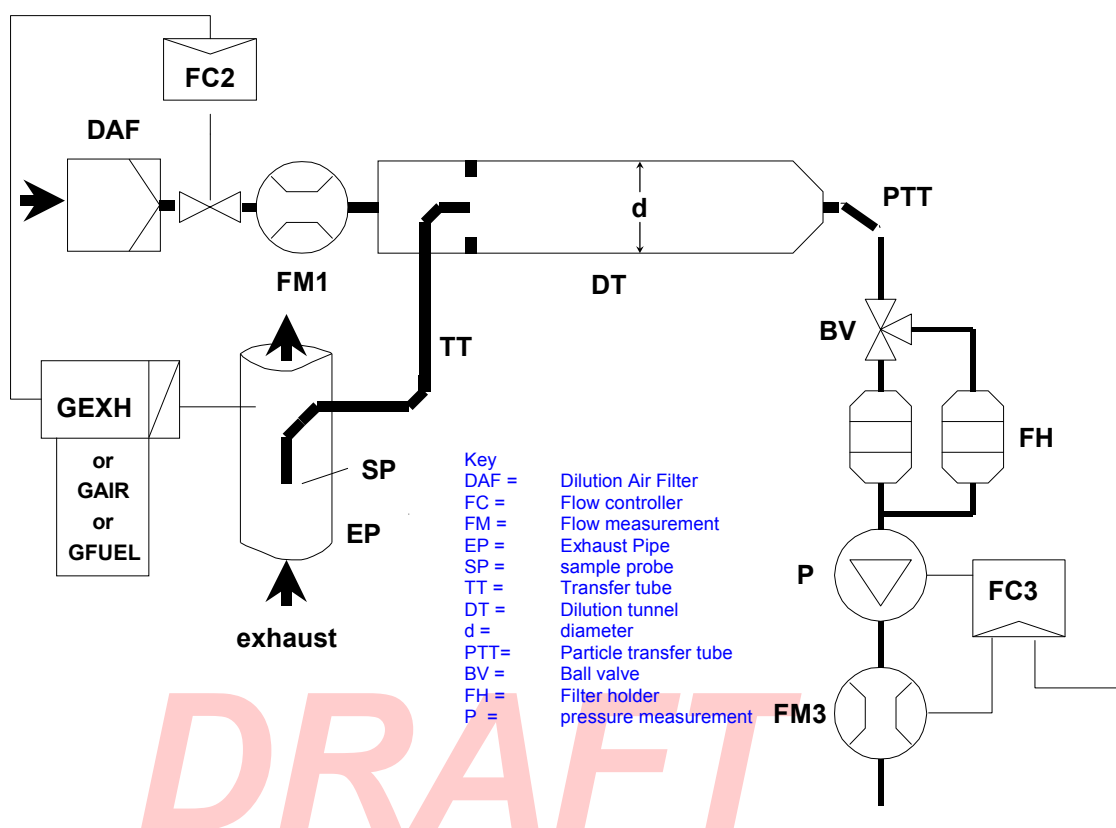 FC2
DAF
d
PTT
FM1
DT
BV
TT
GEXH
or
GAIR
or
GFUEL
SP
EP
exhaust
FH
P
FC3
FM3
Key
DAF = Dilution Air Filter
FC = Flow controller
FM = Flow measurement
EP = Exhaust Pipe
SP = sample probe
TT = Transfer tube
DT = Dilution tunnel
d = diameter
PTT= Particle transfer tube
BV = Ball valve
FH = Filter holder
P = pressure measurement
DRAFT